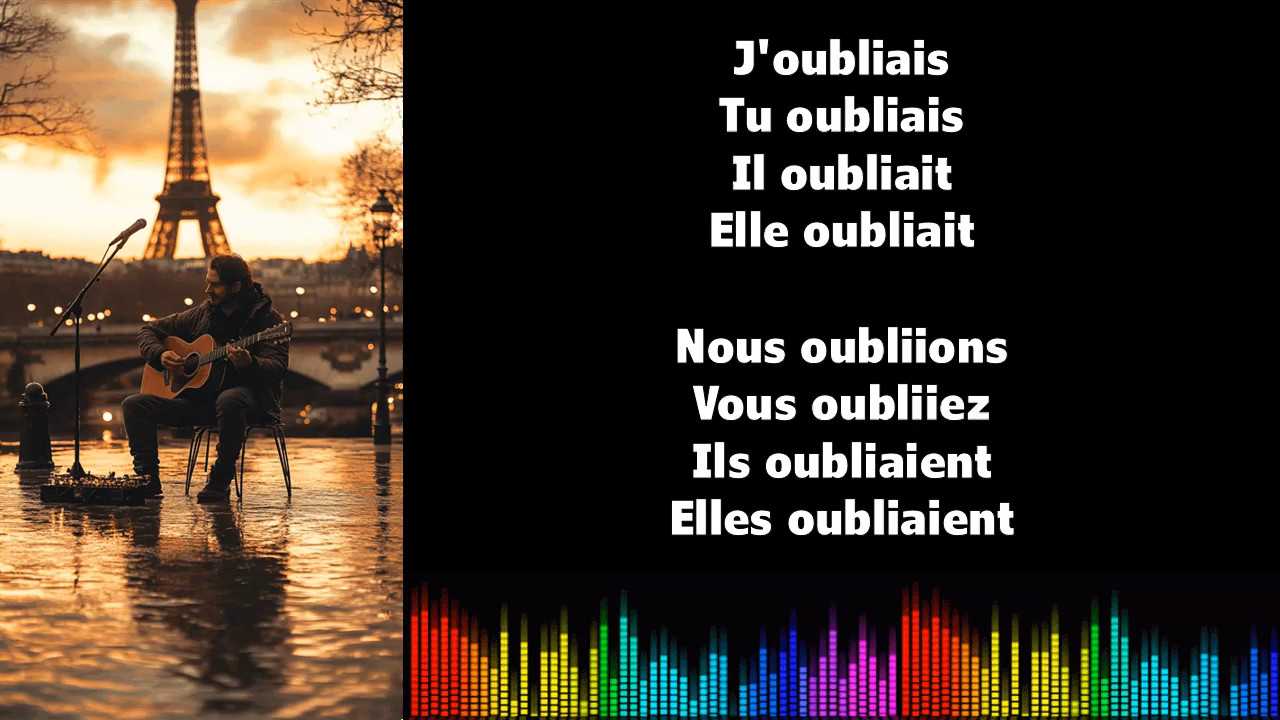 J'oubliais
Tu oubliais
Il oubliait
Elle oubliait
Nous oubliions
Vous oubliiez
Ils oubliaient
Elles oubliaient